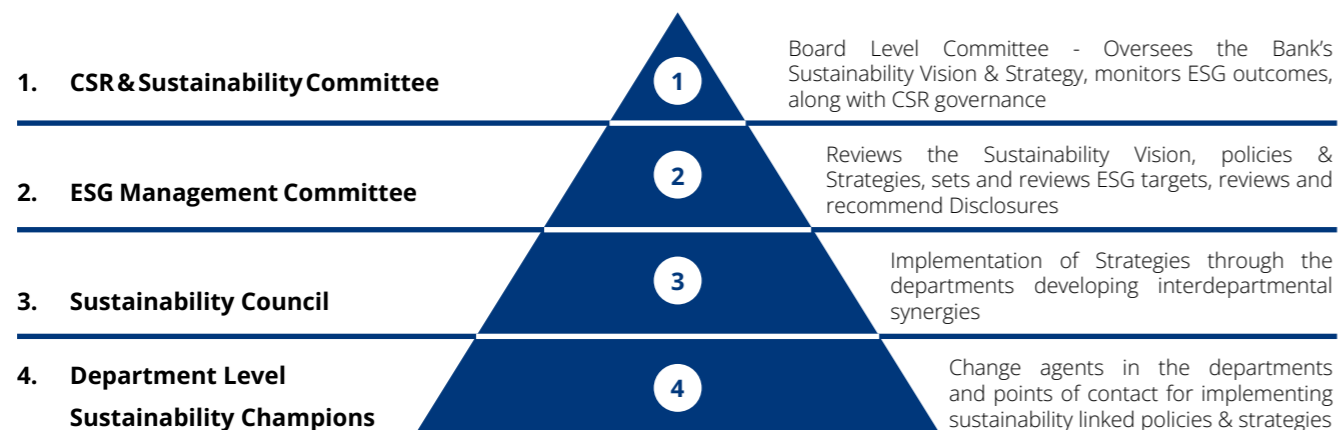 1. CSR & Sustainability Committee
1
Board Level Committee - Oversees the Bank's
Sustainability Vision & Strategy, monitors ESG outcomes,
along with CSR governance
2. ESG Management Committee
2
Reviews the Sustainability Vision, policies &
Strategies, sets and reviews ESG targets, reviews and
recommend Disclosures
3. Sustainability Council
3
Implementation of Strategies through the
departments developing interdepartmental
synergies
4. Department Level
Sustainability Champions
4
Change agents in the departments
and points of contact for implementing
sustainability linked policies & strategies